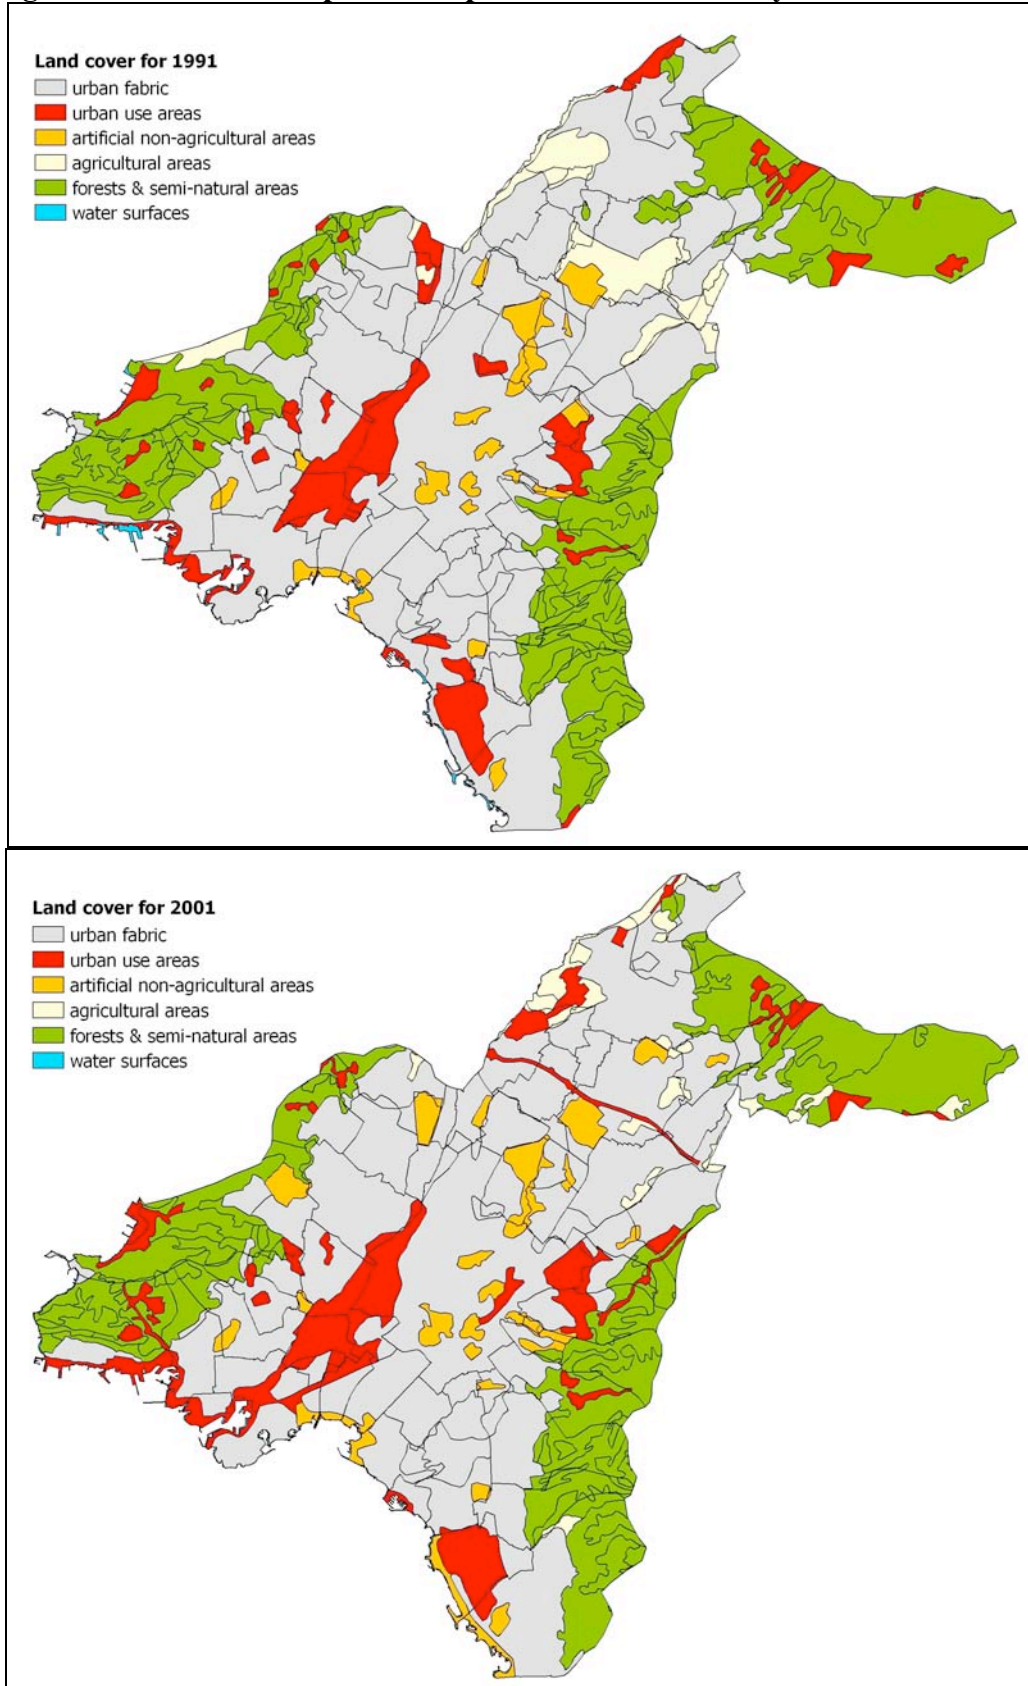 Land cover for 1991
urban fabric
urban use areas
artificial non-agricultural areas
agricultural areas
forests & semi-natural areas
water surfaces
Land cover for 2001
urban fabric
urban use areas
artificial non-agricultural areas
agricultural areas
forests & semi-natural areas
water surfaces